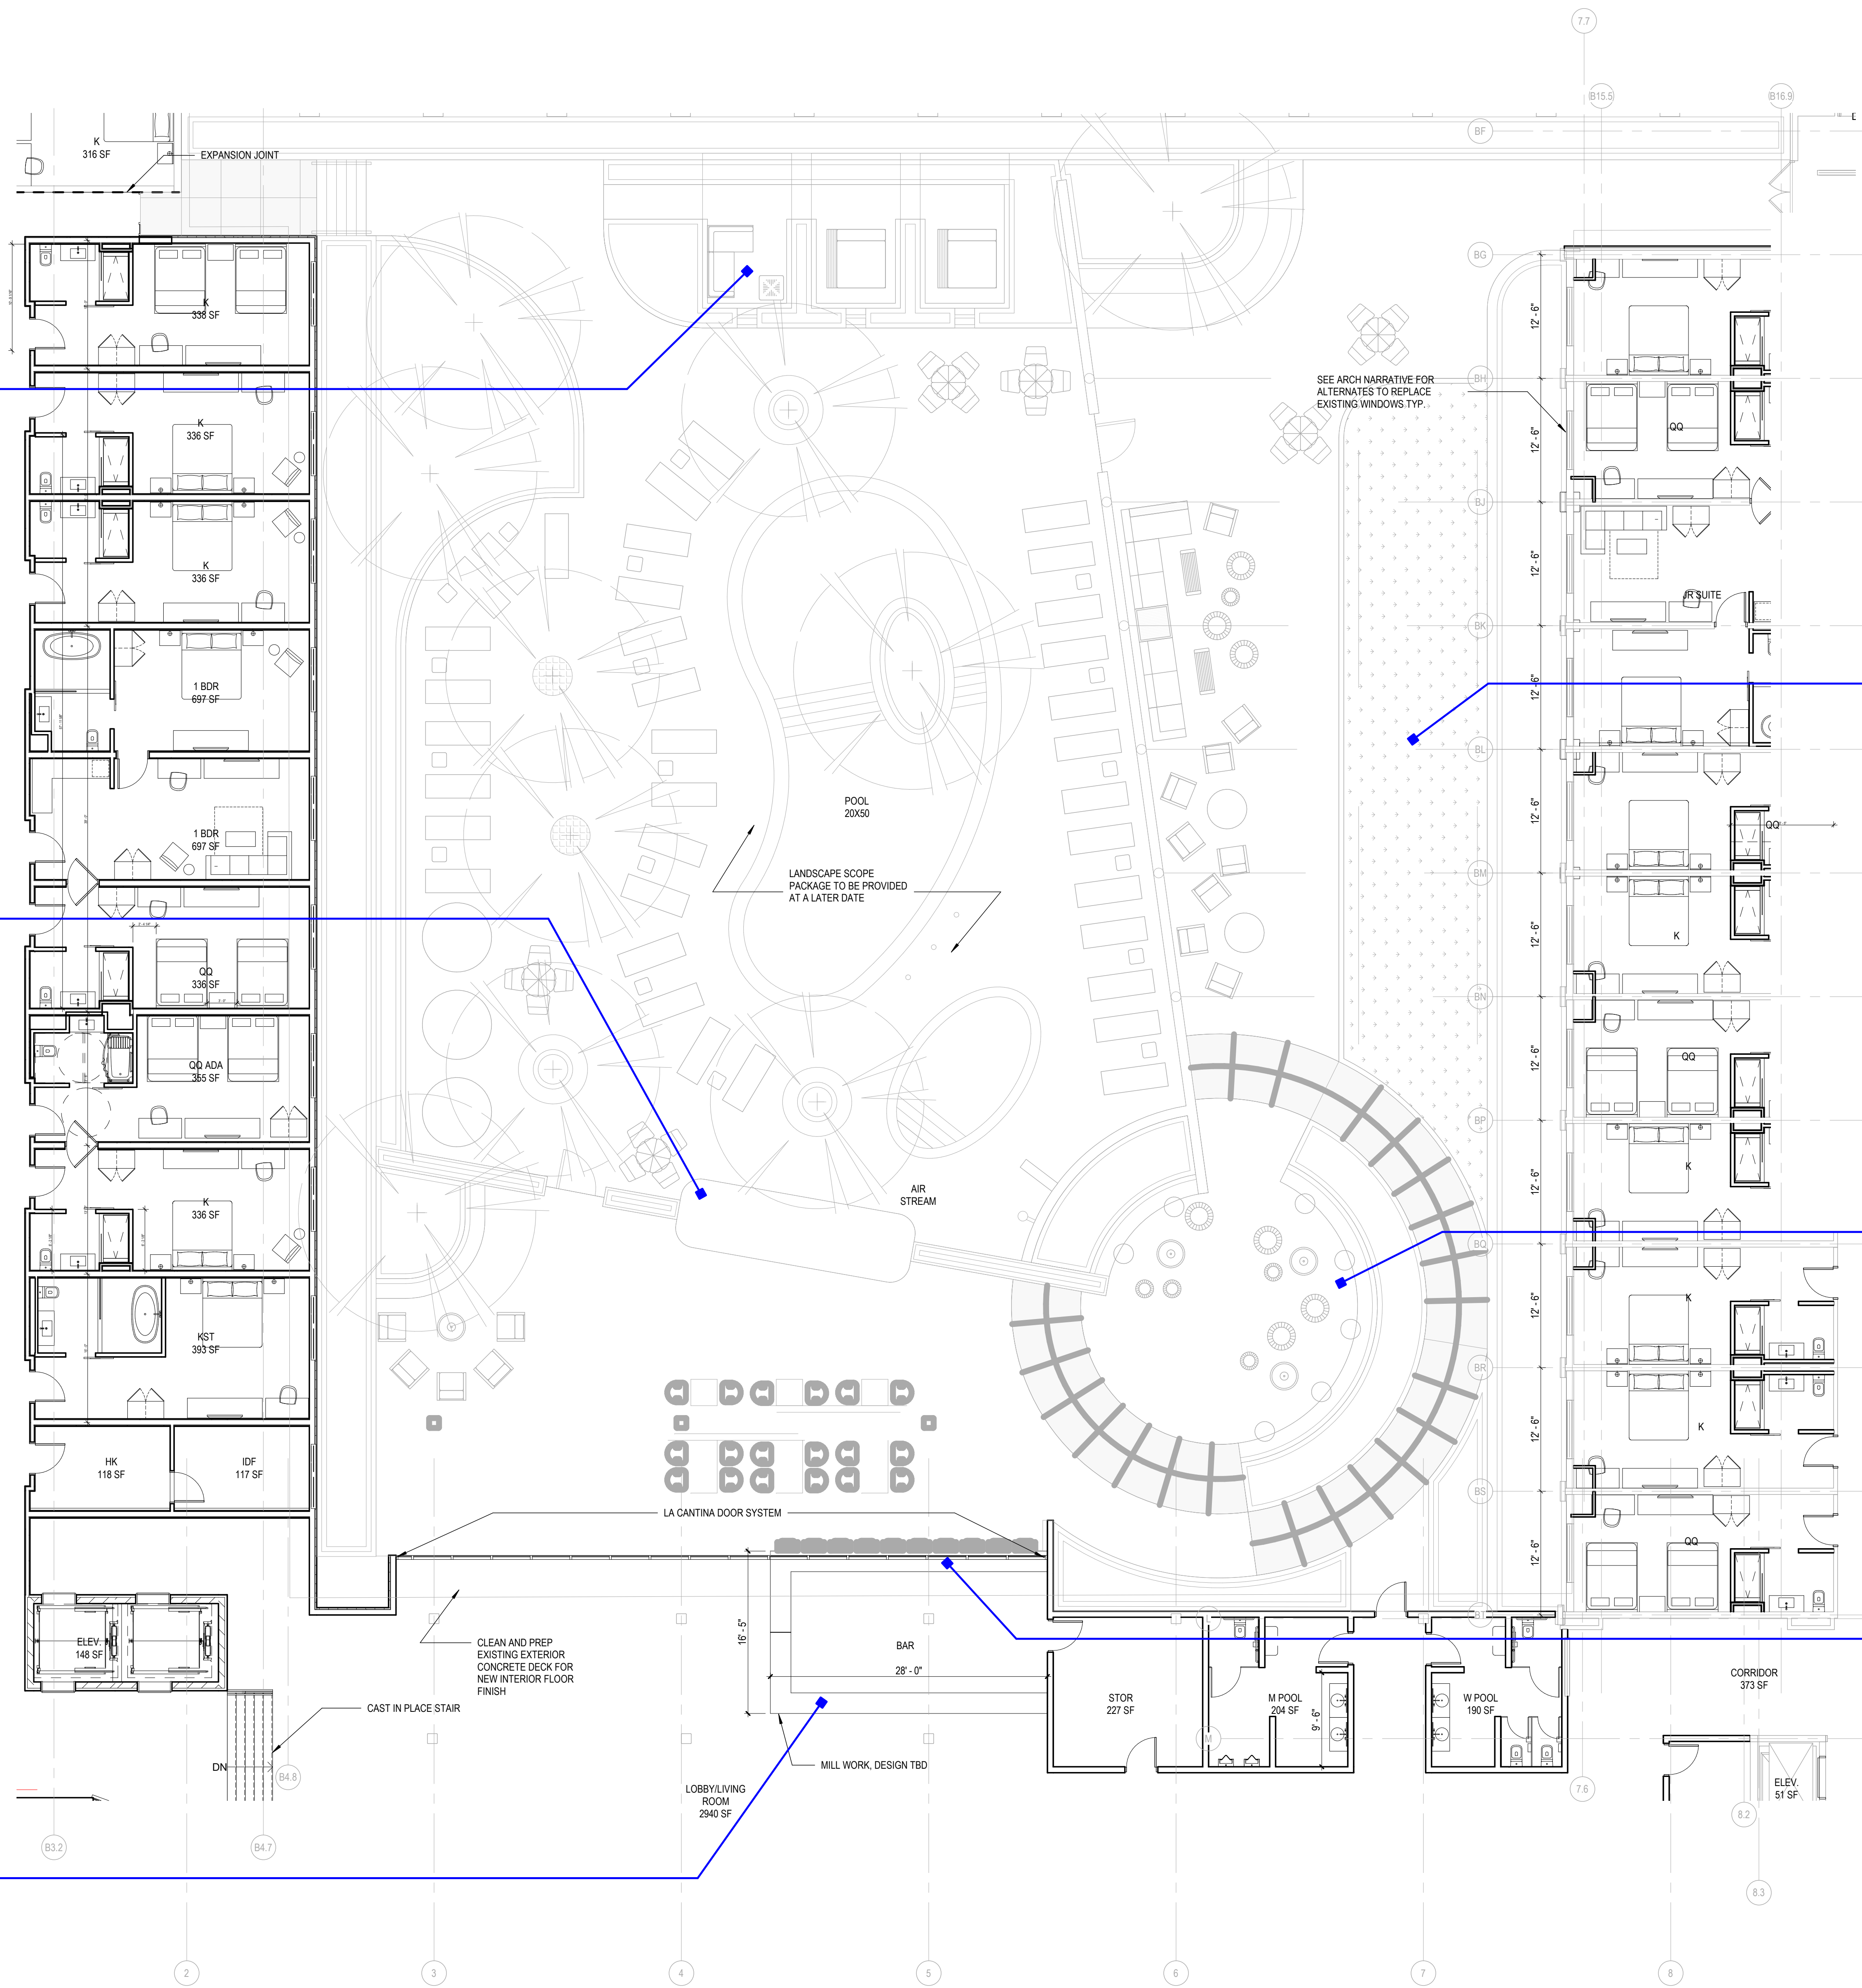 7.7
B15.5
B16.9
BF
K
316 SF
EXPANSION JOINT
BG
K
338 SF
12' - 6"
SEE ARCH NARRATIVE FOR
ALTERNATES TO REPLACE
EXISTING WINDOWS TYP.
BH
K
336 SF
12' - 6"
QQ
BJ
K
336 SF
12' - 6"
JR SUITE
BK
1 BDR
697 SF
12' - 6"
BL
POOL
20X50
1 BDR
697 SF
12' - 6"
QQ
LANDSCAPE SCOPE
PACKAGE TO BE PROVIDED
AT A LATER DATE
BM
12' - 6"
K
QQ
336 SF
BN
12' - 6"
QQ
QQ ADA
355 SF
BP
12' - 6"
K
AIR
STREAM
K
336 SF
BQ
12' - 6"
K
KST
393 SF
BR
12' - 6"
K
HK
118 SF
IDF
117 SF
BS
LA CANTINA DOOR SYSTEM
12' - 6"
QQ
L
BT
ELEV.
148 SF
CLEAN AND PREP
EXISTING EXTERIOR
CONCRETE DECK FOR
NEW INTERIOR FLOOR
FINISH
16' - 5"
BAR
28' - 0"
STOR
227 SF
M POOL
204 SF
9' - 6"
W POOL
190 SF
CORRIDOR
373 SF
CAST IN PLACE STAIR
M
DN
B4.8
MILL WORK, DESIGN TBD
LOBBY/LIVING
ROOM
2940 SF
7.6
ELEV.
51 SF
8.2
B3.2
B4.7
8.3
2
3
4
5
6
7
8